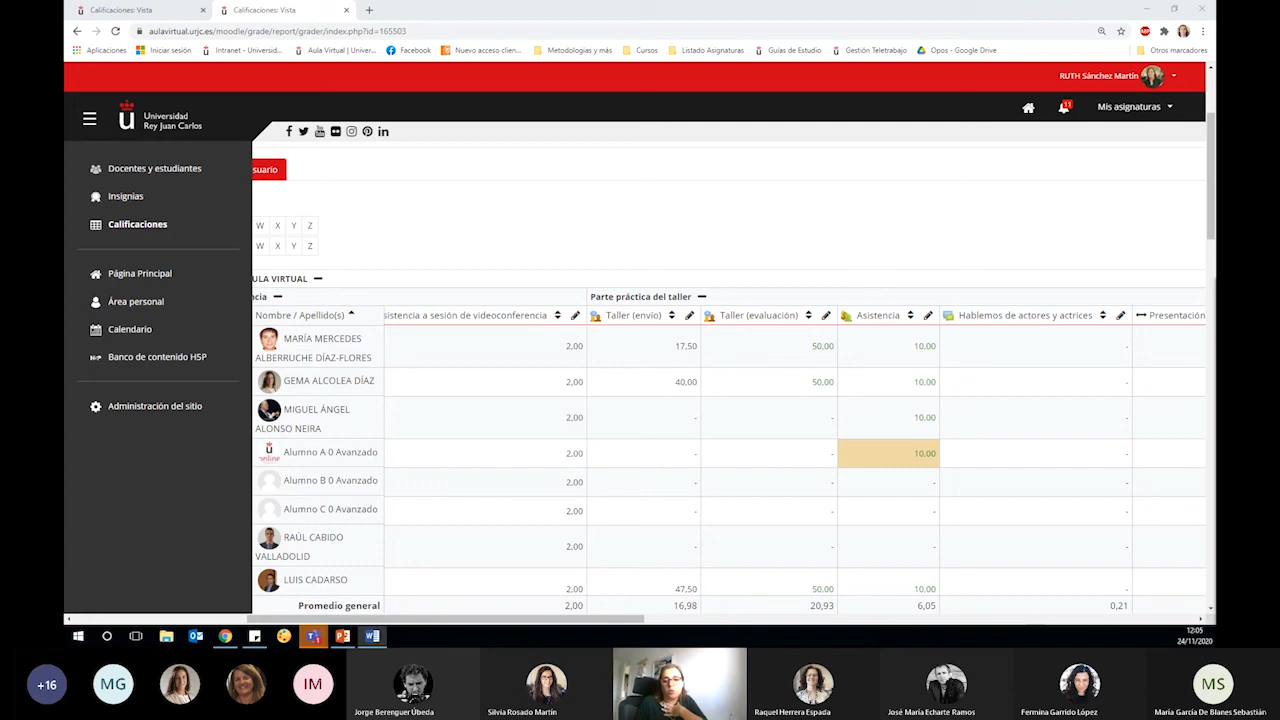 Calificaciones: Vista
Calificaciones: Vista
aulavirtual.urjc.es/moodle/grade/report/grader/index.php?id=165503
Aplicaciones
Iniciar sesión
Intranet - Universid...
Aula Virtual | Univer...
Facebook
Nuevo acceso clien...
Metodologias y más
Cursos
Listado Asignaturas
Guías de Estudio
Gestión Teletrabajo
Opos - Google Drive
Otros marcadores
RUTH Sánchez Martín
Universidad
Rey Juan Carlos
11
Mis asignaturas
Docentes y estudiantes
Insignias
Calificaciones
Página Principal
Área personal
Calendario
Banco de contenido H5P
Administración del sitio
suario
W X Y Z
W X Y Z
ULA VIRTUAL
ncia
Parte práctica del taller
Nombre / Apellido(s) sistencia a sesión de videoconferencia Taller (envío) Taller (evaluación) Asistencia Hablemos de actores y actrices Presentación
MARÍA MERCEDES
ALBERRUCHE DÍAZ-FLORES 2,00 17,50 50,00 10,00 -
GEMA ALCOLEA DÍAZ 2,00 40,00 50,00 10,00 -
MIGUEL ÁNGEL
ALONSO NEIRA 2,00 - - 10,00 -
Alumno A 0 Avanzado 2,00 - - 10,00 -
Alumno B 0 Avanzado 2,00 - - - -
Alumno C 0 Avanzado 2,00 - - - -
RAÚL CABIDO
VALLADOLID 2,00 - - - -
LUIS CADARSO 2,00 47,50 50,00 10,00 -
Promedio general 2,00 16,98 20,93 6,05 0,21
12:05
24/11/2020
+16
MG
IM
Jorge Berenguer Úbeda
Silvia Rosado Martín
Raquel Herrera Espada
José María Echarte Ramos
Fermina Garrido López
MS
María García De Blanes Sebastián